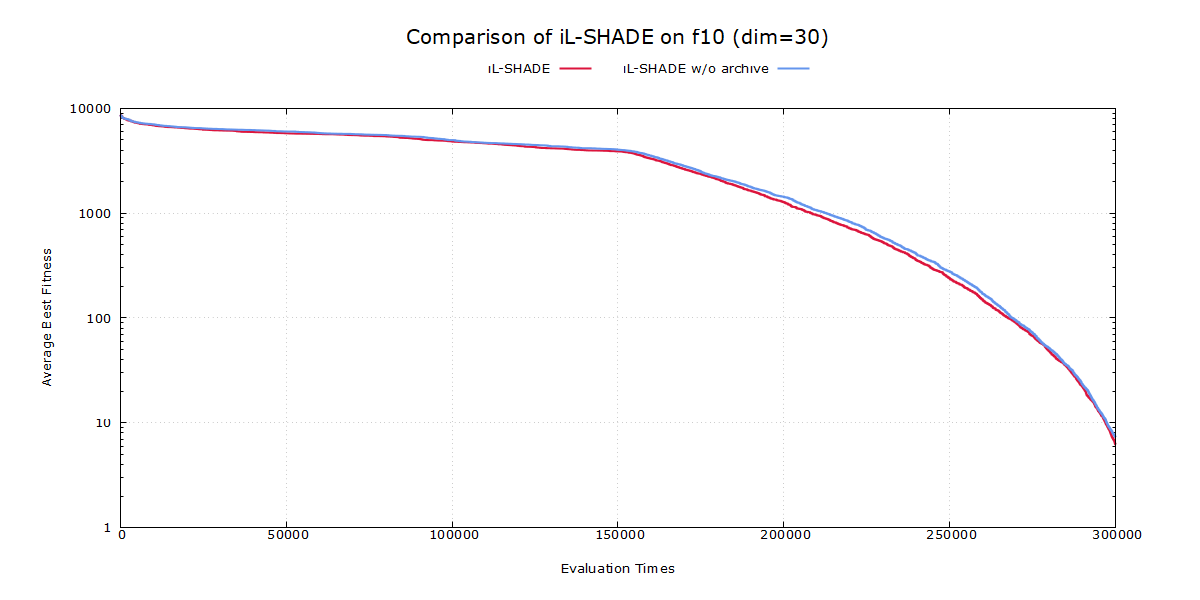 Comparison of iL-SHADE on f10 (dim=30)
iL-SHADE
iL-SHADE w/o archive
10000
1000
100
10
1
Average Best Fitness
0
50000
100000
150000
200000
250000
300000
Evaluation Times